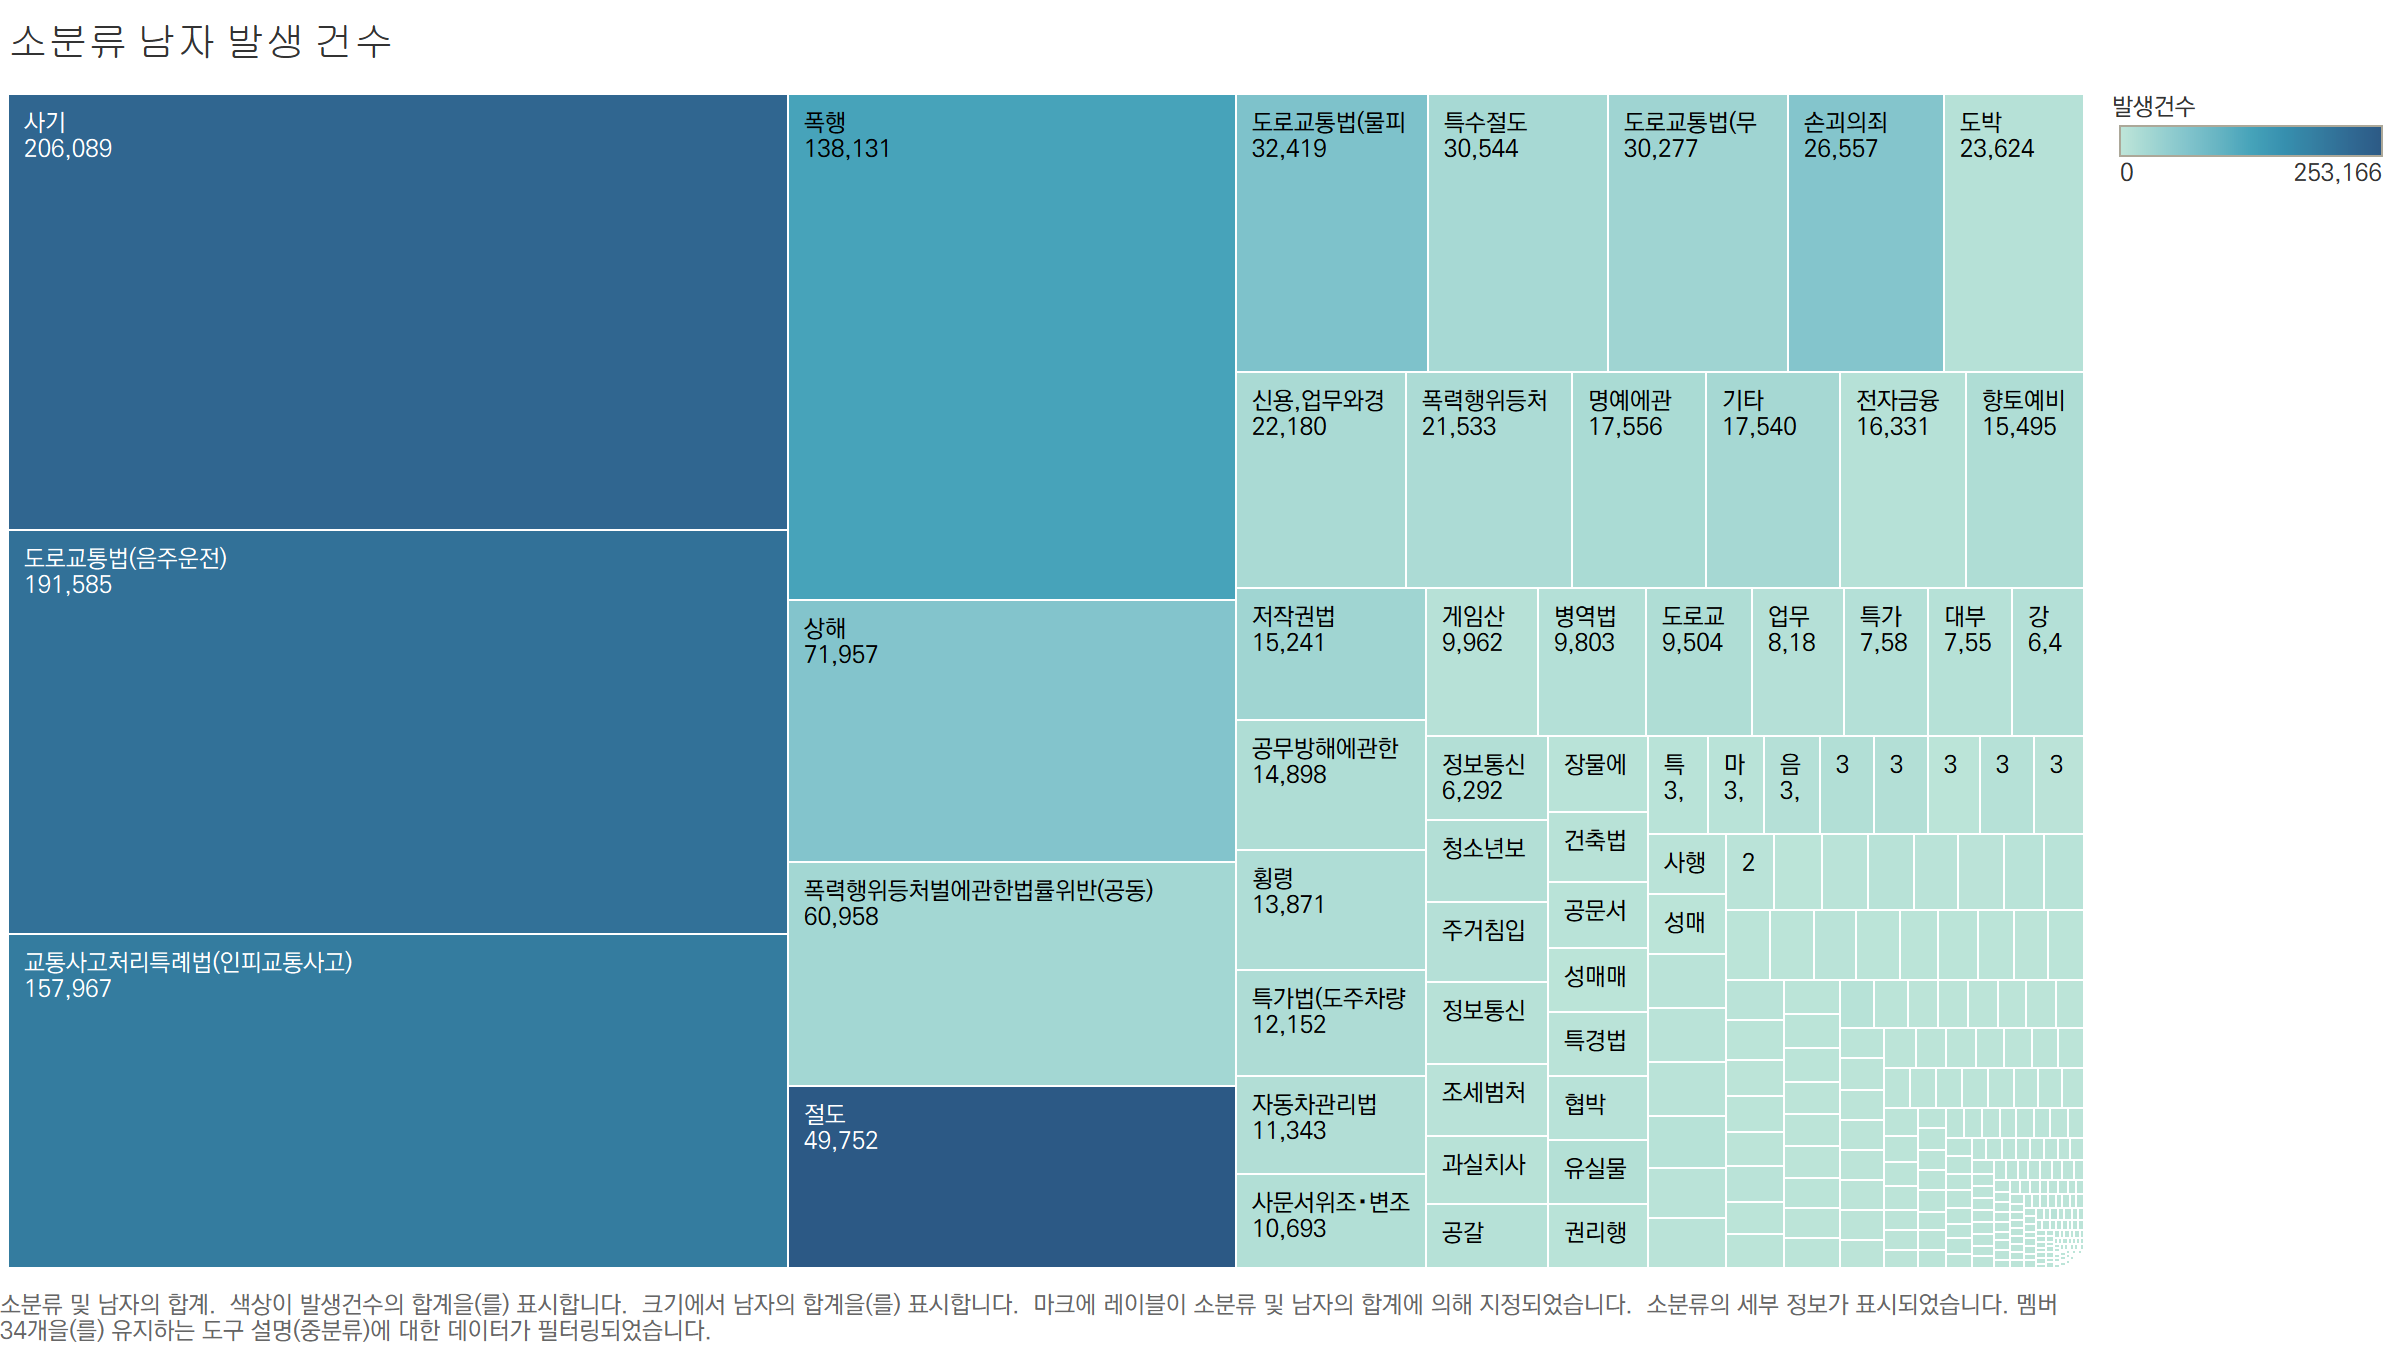 소분류 남자 발생 건수
사기
206,089
도로교통법(음주운전)
191,585
교통사고처리특례법(인피교통사고)
157,967
폭행
138,131
상해
71,957
폭력행위등처벌에관한법률위반(공동)
60,958
절도
49,752
도로교통법(물피
32,419
특수절도
30,544
도로교통법(무
30,277
손괴의죄
26,557
도박
23,624
신용,업무와경
22,180
폭력행위등처
21,533
명예에관
17,556
기타
17,540
전자금융
16,331
향토예비
15,495
저작권법
15,241
공무방해에관한
14,898
횡령
13,871
특가법(도주차량
12,152
자동차관리법
11,343
사문서위조·변조
10,693
게임산
9,962
병역법
9,803
도로교
9,504
업무
8,18
특가
7,58
대부
7,55
강
6,4
정보통신
6,292
청소년보
주거침입
정보통신
조세범처
과실치사
공갈
장물에
건축법
공문서
성매매
특경법
협박
유실물
권리행
특
3,
마
3,
음
3,
3
3
3
3
3
사행
2
성매
발생건수
0
253,166
소분류 및 남자의 합계. 색상이 발생건수의 합계을(를) 표시합니다. 크기에서 남자의 합계을(를) 표시합니다. 마크에 레이블이 소분류 및 남자의 합계에 의해 지정되었습니다. 소분류의 세부 정보가 표시되었습니다. 멤버
34개을(를) 유지하는 도구 설명(중분류)에 대한 데이터가 필터링되었습니다.